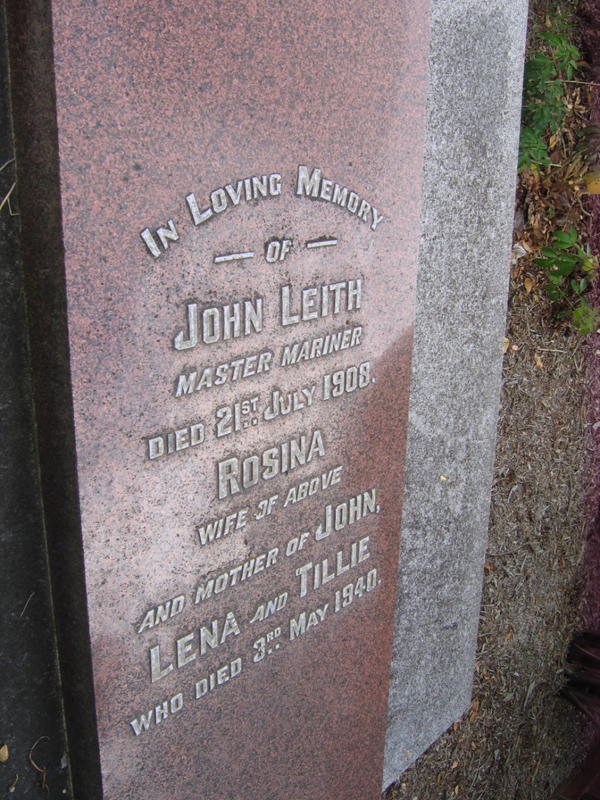 IN LOVING MEMORY
— OF —
JOHN LEITH
MASTER MARINER
DIED 21ST JULY 1908.
ROSINA
WIFE OF ABOVE
AND MOTHER OF JOHN,
LENA AND TILLIE
WHO DIED 3RD MAY 1940.